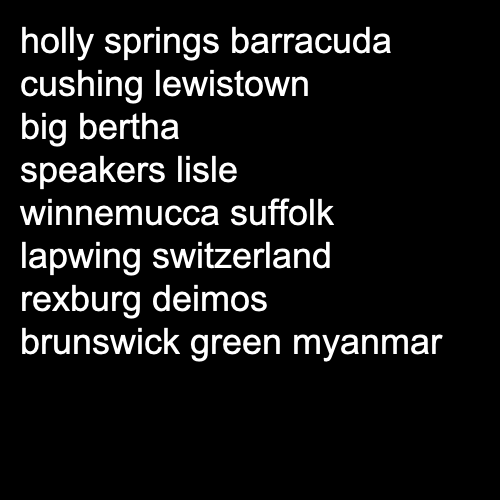 holly springs barracuda
cushing lewistown
big bertha
speakers lisle
winnemucca suffolk
lapwing switzerland
rexburg deimos
brunswick green myanmar